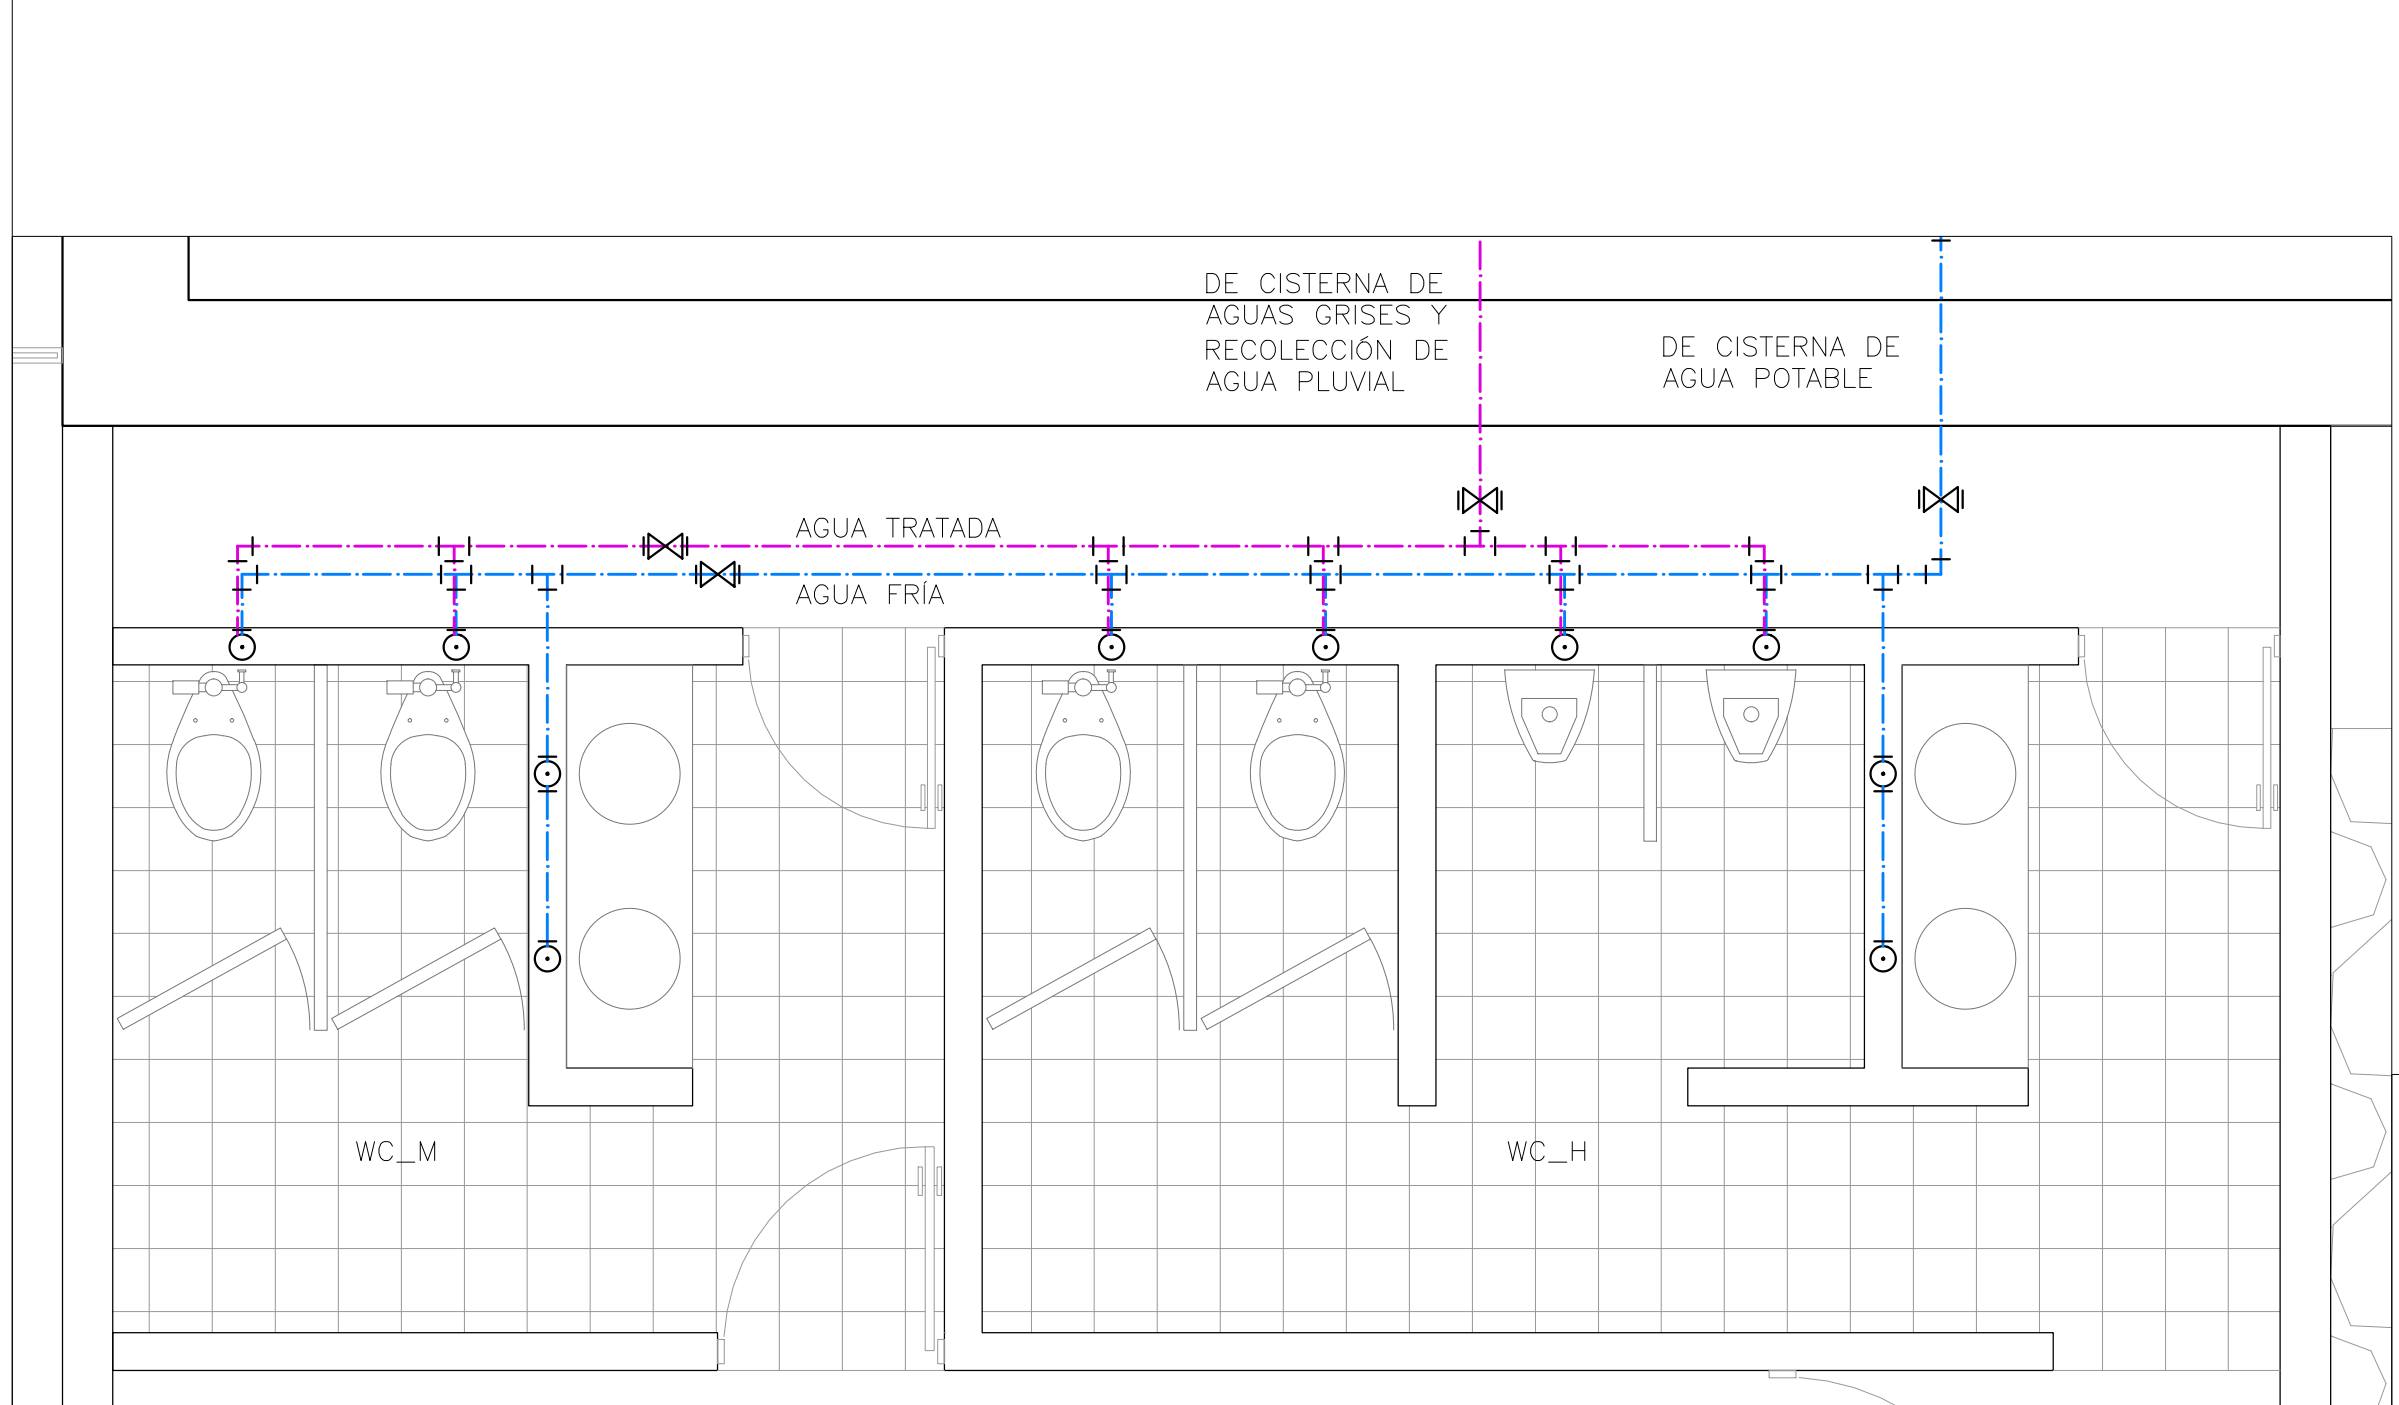 DE CISTERNA DE
AGUAS GRISES Y
RECOLECCIÓN DE
AGUA PLUVIAL
DE CISTERNA DE
AGUA POTABLE
AGUA TRATADA
AGUA FRÍA
WC_M
WC_H